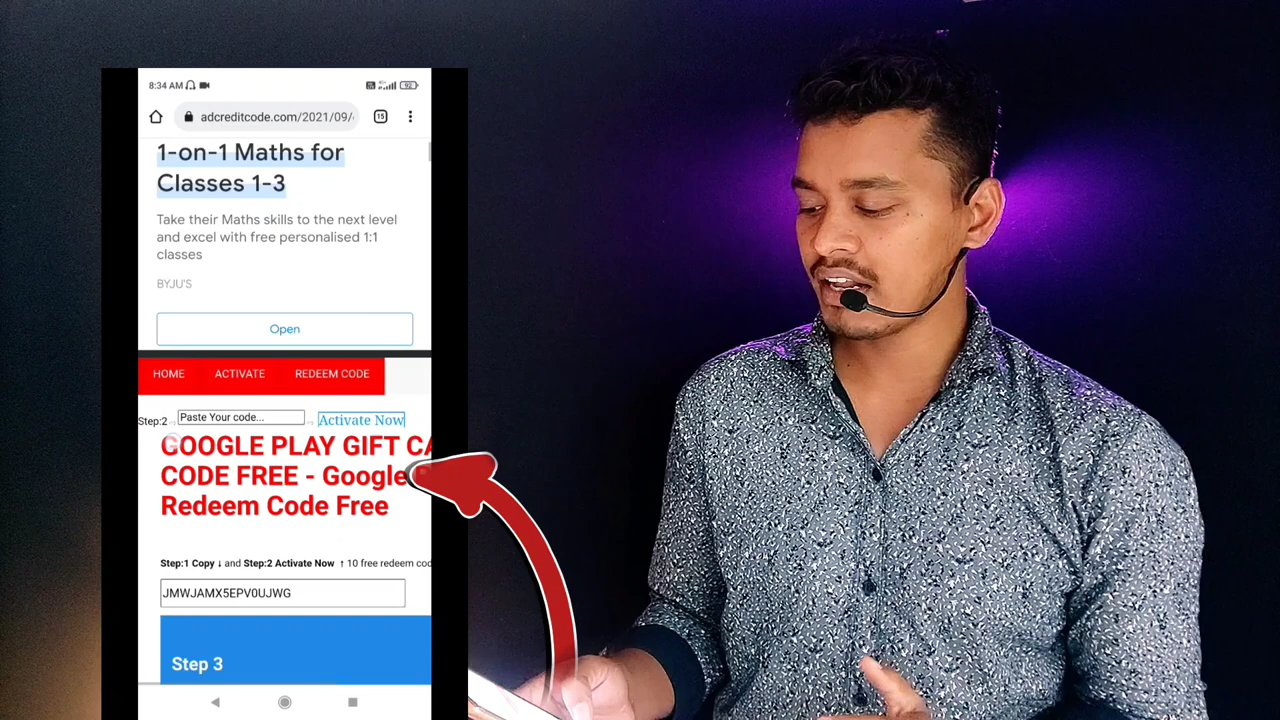 8:34 AM
92
adcreditcode.com/2021/09/
15
1-on-1 Maths for
Classes 1-3
Take their Maths skills to the next level
and excel with free personalised 1:1
classes
BYJU'S
Open
HOME ACTIVATE REDEEM CODE
Step:2 Paste Your code... Activate Now
GOOGLE PLAY GIFT CA
CODE FREE - Google
Redeem Code Free
Step:1 Copy ↓ and Step:2 Activate Now ↑ 10 free redeem cod
JMWJAMX5EPV0UJWG
Step 3